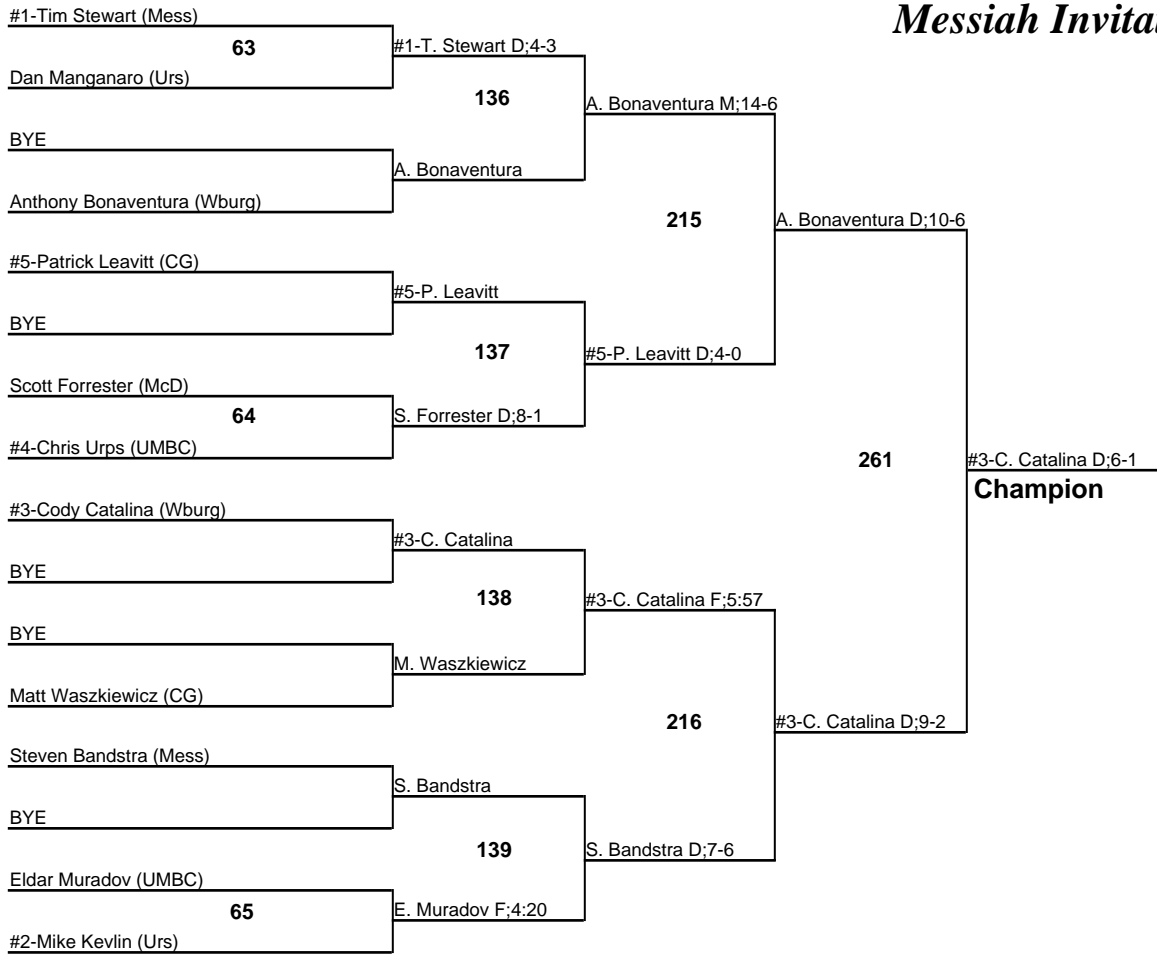 Messiah Invita
#1-Tim Stewart (Mess)
63
Dan Manganaro (Urs)
BYE
Anthony Bonaventura (Wburg)
#5-Patrick Leavitt (CG)
BYE
Scott Forrester (McD)
64
#4-Chris Urps (UMBC)
#3-Cody Catalina (Wburg)
BYE
BYE
Matt Waszkiewicz (CG)
Steven Bandstra (Mess)
BYE
Eldar Muradov (UMBC)
65
#2-Mike Kevlin (Urs)
#1-T. Stewart D;4-3
136
A. Bonaventura
#5-P. Leavitt
137
S. Forrester D;8-1
#3-C. Catalina
138
M. Waszkiewicz
S. Bandstra
139
E. Muradov F;4:20
A. Bonaventura M;14-6
215
#5-P. Leavitt D;4-0
#3-C. Catalina F;5:57
216
S. Bandstra D;7-6
A. Bonaventura D;10-6
261
#3-C. Catalina D;9-2
#3-C. Catalina D;6-1
Champion